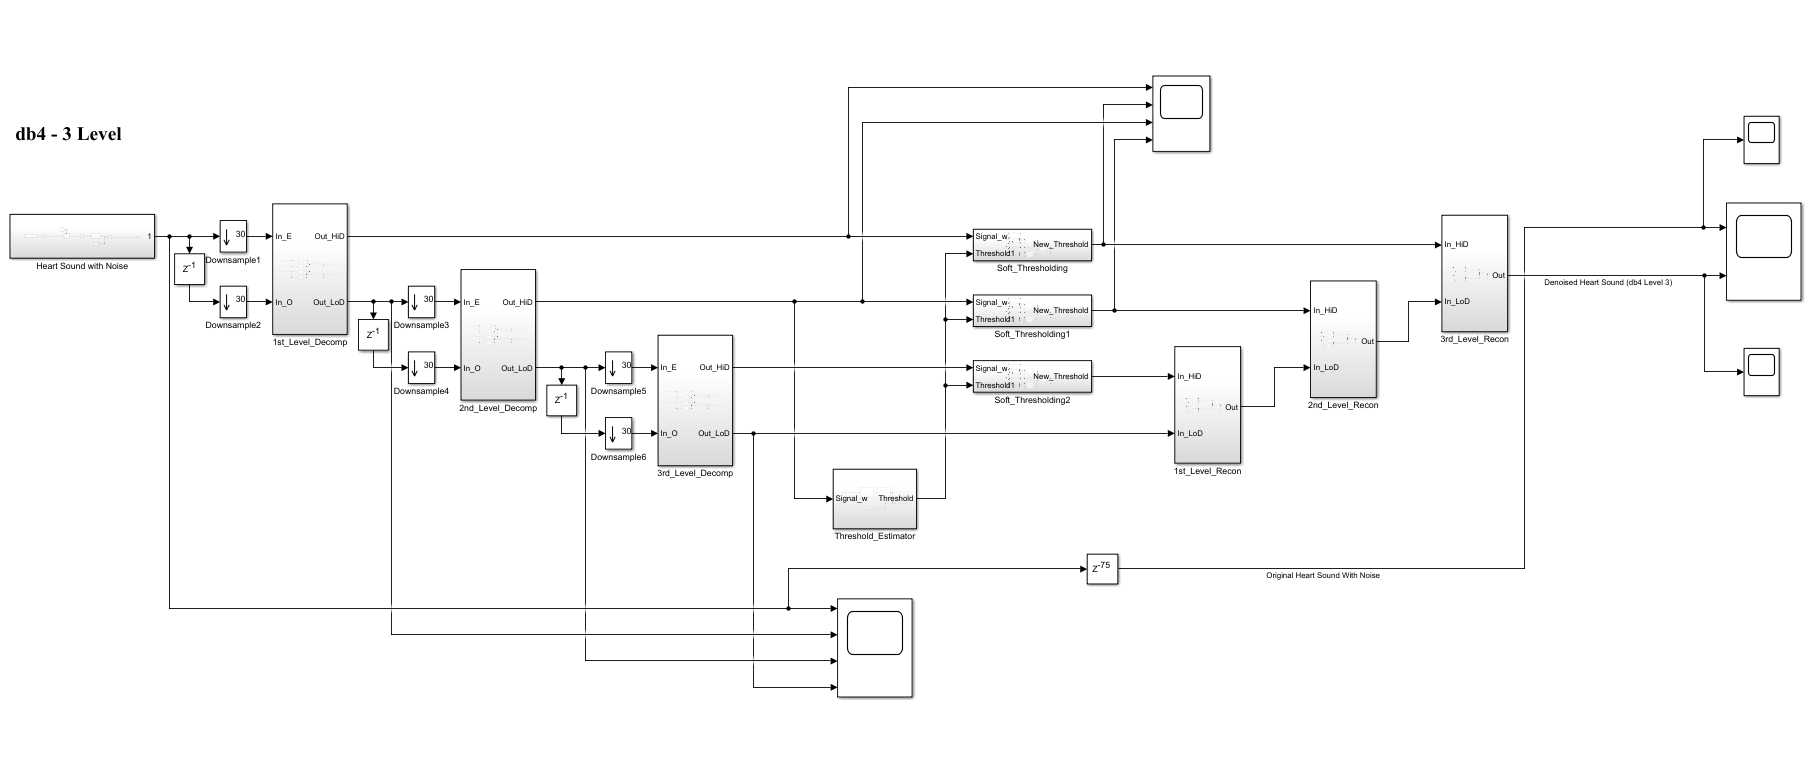 db4 - 3 Level
1
Heart Sound with Noise
z-1
30
Downsample1
30
Downsample2
In_E
Out_HiD
In_O
Out_LoD
1st_Level_Decomp
z-1
30
Downsample3
30
Downsample4
In_E
Out_HiD
In_O
Out_LoD
2nd_Level_Decomp
z-1
30
Downsample5
30
Downsample6
In_E
Out_HiD
In_O
Out_LoD
3rd_Level_Decomp
Signal_w
Threshold
Threshold_Estimator
Signal_w
New_Threshold
Threshold1
Soft_Thresholding
Signal_w
New_Threshold
Threshold1
Soft_Thresholding1
Signal_w
New_Threshold
Threshold1
Soft_Thresholding2
In_HiD
Out
In_LoD
1st_Level_Recon
In_HiD
Out
In_LoD
2nd_Level_Recon
In_HiD
Out
In_LoD
3rd_Level_Recon
Denoised Heart Sound (db4 Level 3)
z-75
Original Heart Sound With Noise